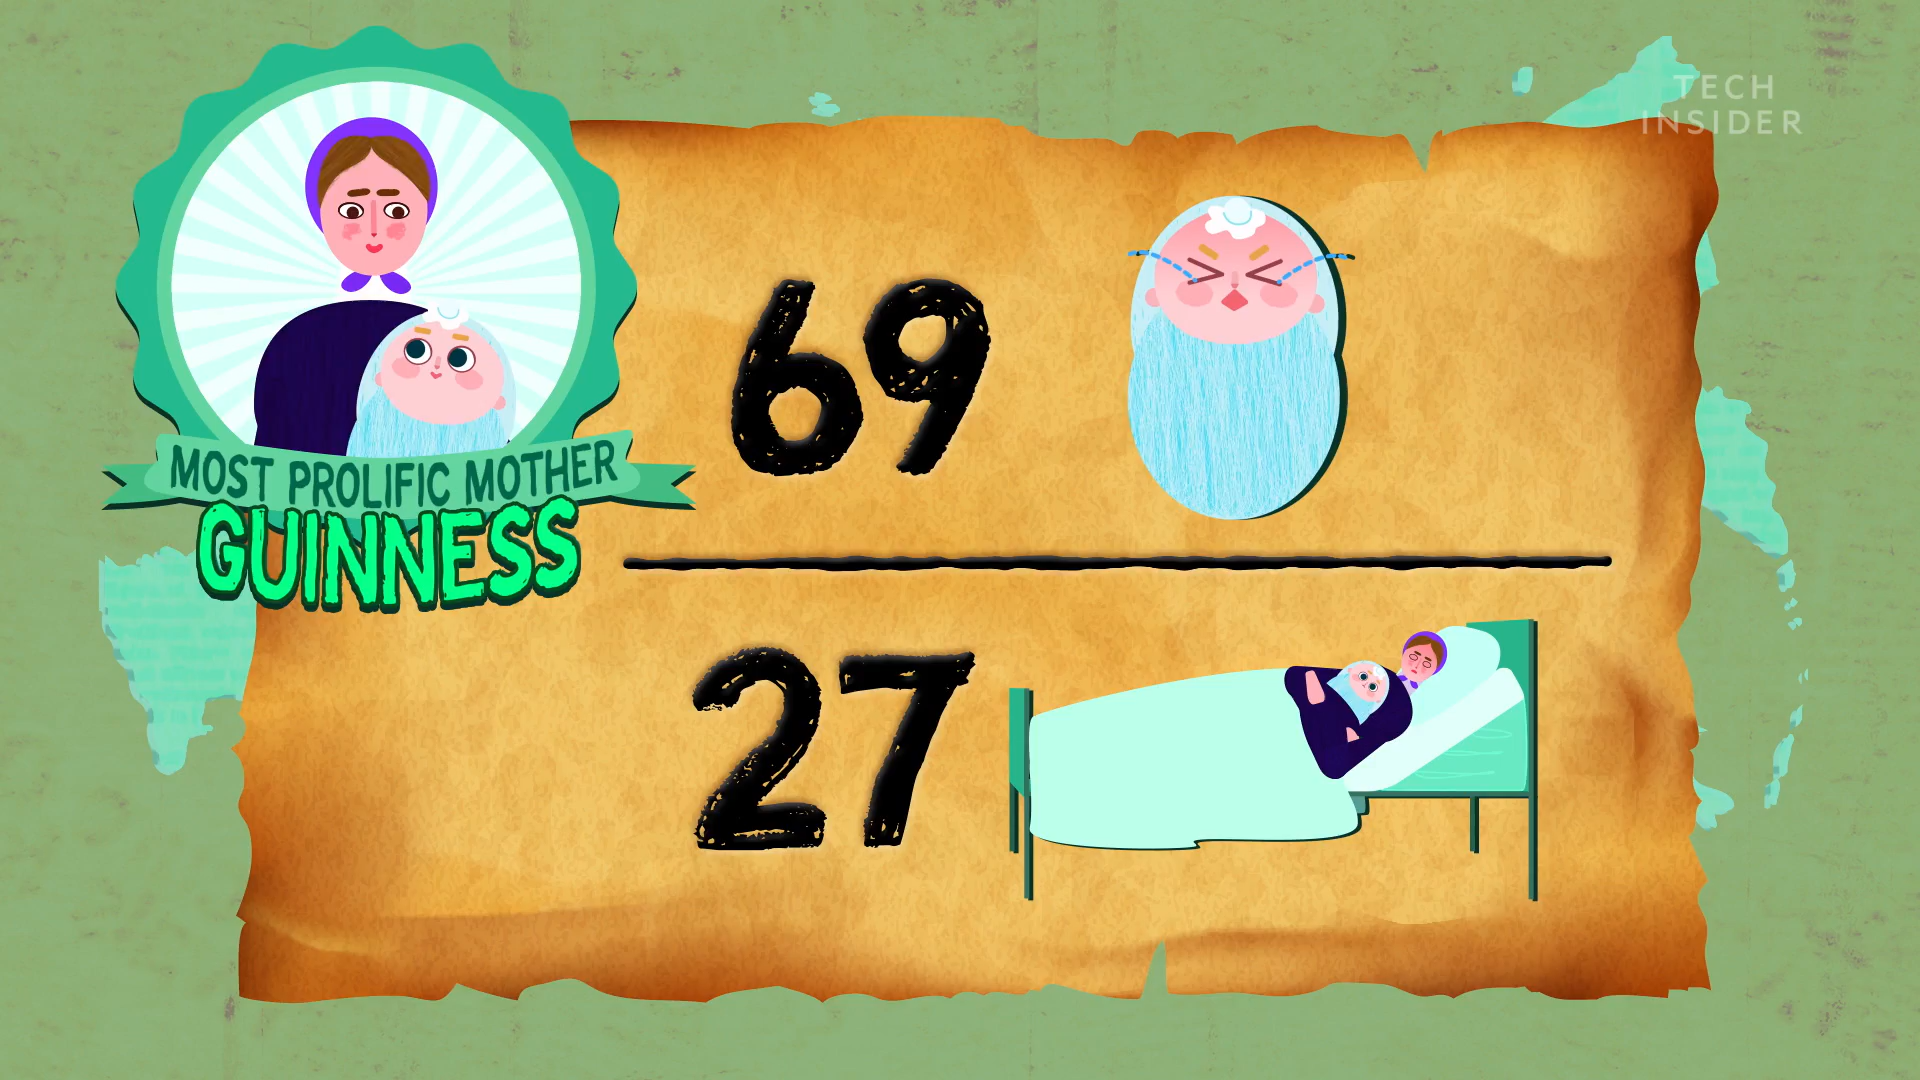 TECH
INSIDER
MOST PROLIFIC MOTHER
GUINNESS
69
27